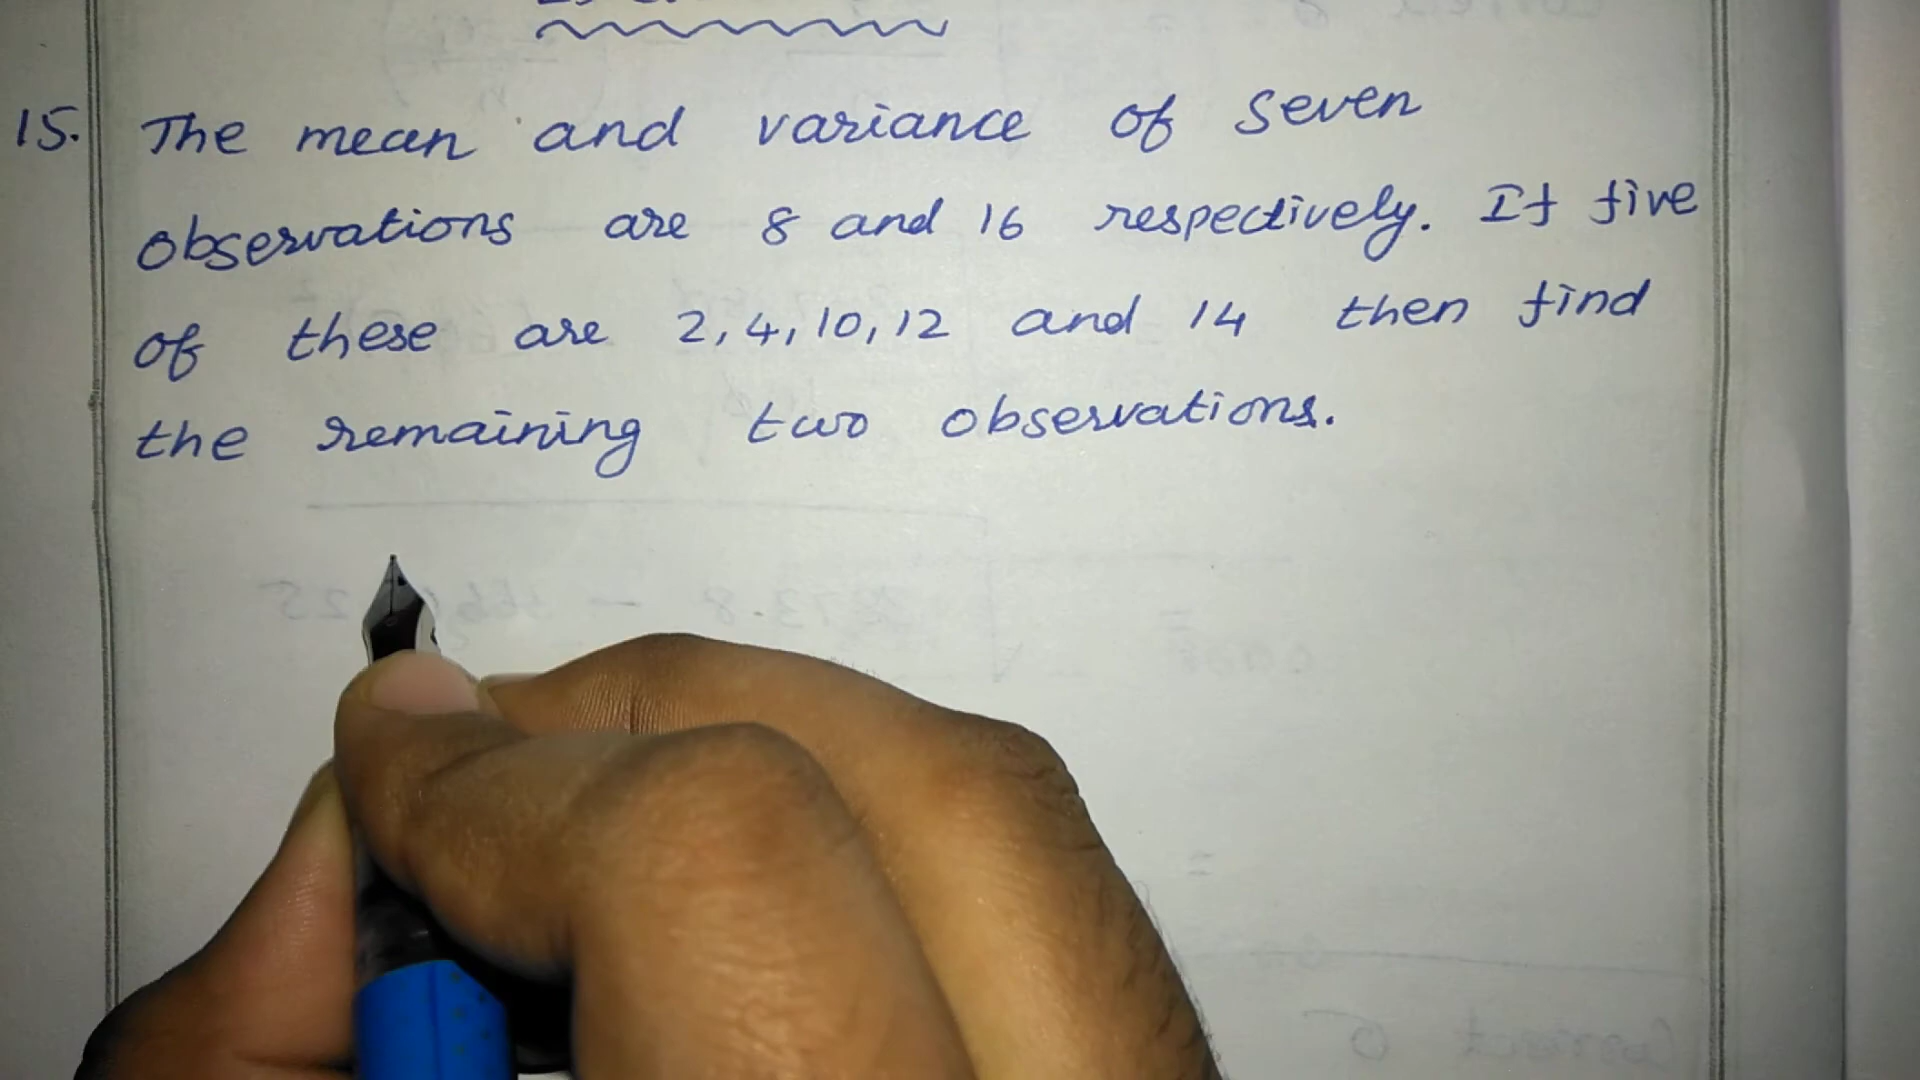 15. The mean and variance of seven
observations are 8 and 16 respectively. If five
of these are 2, 4, 10, 12 and 14 then find
the remaining two observations.